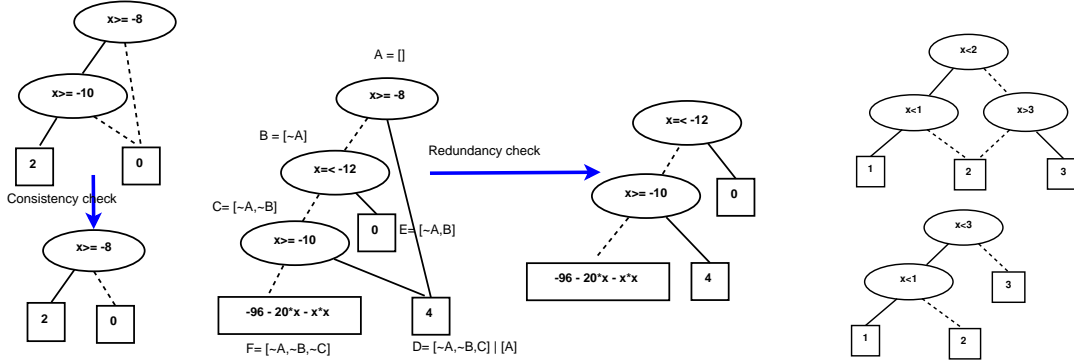 x>= -8
x>= -10
2
0
Consistency check
x>= -8
2
0
A = []
x>= -8
B = [~A]
x=< -12
C= [~A,~B]
x>= -10
0
E= [~A,B]
-96 - 20*x - x*x
4
F= [~A,~B,~C]
D= [~A,~B,C] | [A]
Redundancy check
x=< -12
x>= -10
0
-96 - 20*x - x*x
4
x<2
x<1
x>3
1
2
3
x<3
x<1
3
1
2